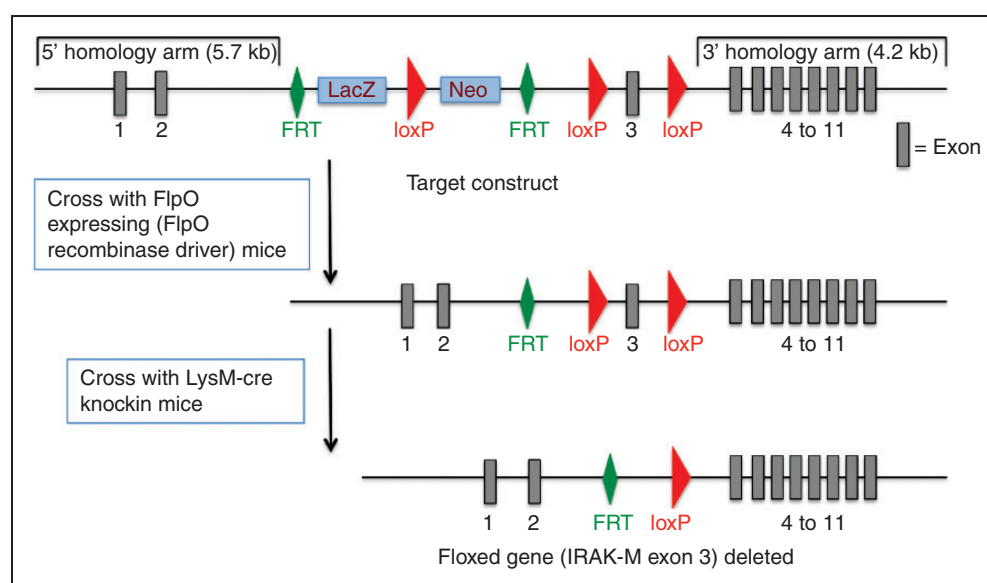 5' homology arm (5.7 kb)
3' homology arm (4.2 kb)
LacZ
Neo
1
2
FRT
loxP
FRT
loxP
3
loxP
4 to 11
= Exon
Target construct
Cross with FlpO
expressing (FlpO
recombinase driver) mice
1
2
FRT
loxP
3
loxP
4 to 11
Cross with LysM-cre
knockin mice
1
2
FRT
loxP
4 to 11
Floxed gene (IRAK-M exon 3) deleted